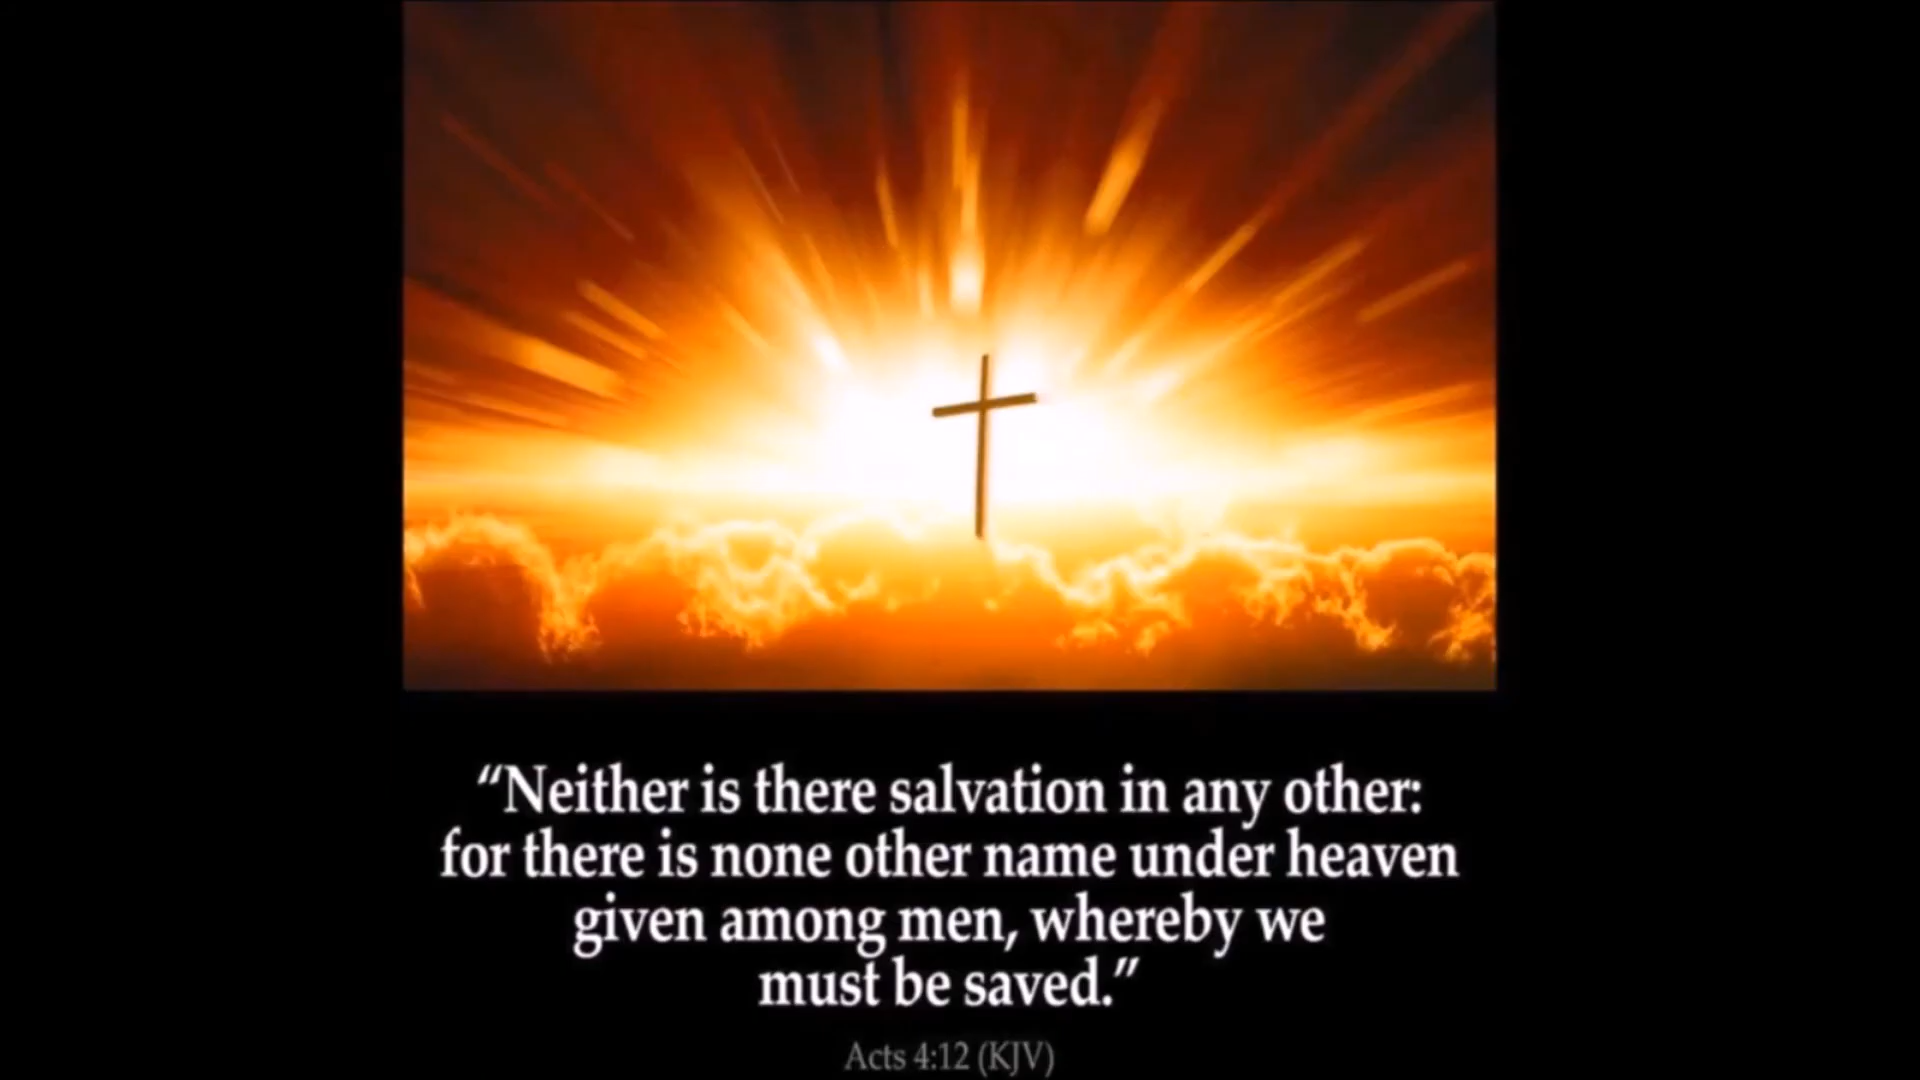 “Neither is there salvation in any other:
for there is none other name under heaven
given among men, whereby we
must be saved.”
Acts 4:12 (KJV)